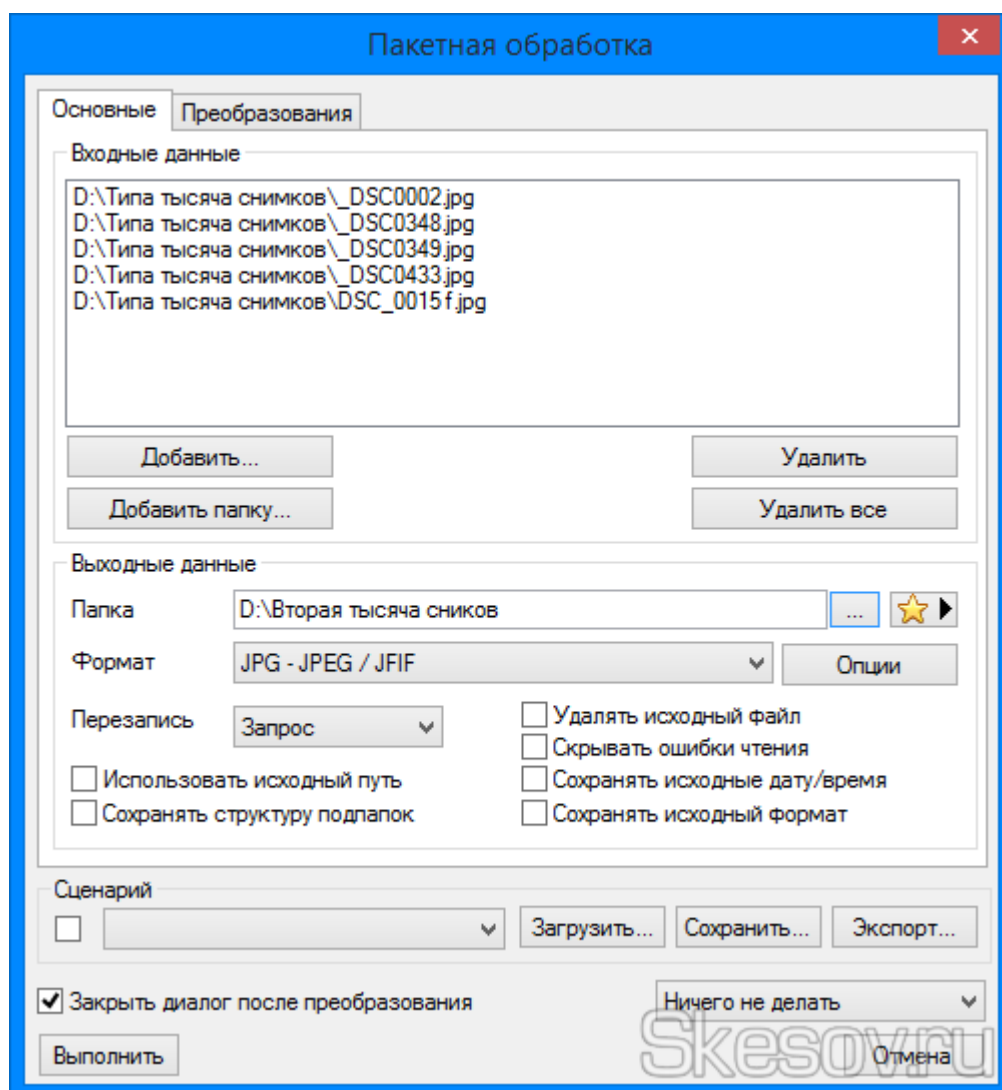 Пакетная обработка
Основные
Преобразования
Входные данные
D:\Типа тысяча снимков\_DSC0002.jpg
D:\Типа тысяча снимков\_DSC0348.jpg
D:\Типа тысяча снимков\_DSC0349.jpg
D:\Типа тысяча снимков\_DSC0433.jpg
D:\Типа тысяча снимков\DSC_0015f.jpg
Добавить...
Удалить
Добавить папку...
Удалить все
Выходные данные
Папка
D:\Вторая тысяча сников
...
Формат
JPG - JPEG / JFIF
Опции
Перезапись
Запрос
Удалять исходный файл
Скрывать ошибки чтения
Использовать исходный путь
Сохранять исходные дату/время
Сохранять структуру подпапок
Сохранять исходный формат
Сценарий
Загрузить...
Сохранить...
Экспорт...
Закрыть диалог после преобразования
Ничего не делать
Выполнить
Отмена
Skesov.ru